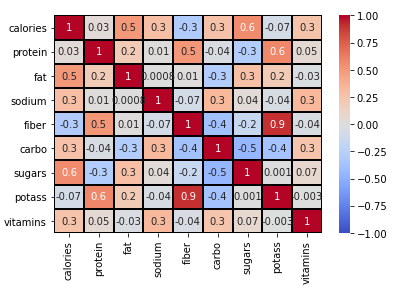 calories 1 0.03 0.5 0.3 -0.3 0.3 0.6 -0.07 0.3
protein 0.03 1 0.2 0.01 0.5 -0.04 -0.3 0.6 0.05
fat 0.5 0.2 1 0.0008 0.01 -0.3 0.3 0.2 -0.03
sodium 0.3 0.01 0.0008 1 -0.07 0.3 0.04 -0.04 0.3
fiber -0.3 0.5 0.01 -0.07 1 -0.4 -0.2 0.9 -0.04
carbo 0.3 -0.04 -0.3 0.3 -0.4 1 -0.5 -0.4 0.3
sugars 0.6 -0.3 0.3 0.04 -0.2 -0.5 1 0.001 0.07
potass -0.07 0.6 0.2 -0.04 0.9 -0.4 0.001 1 -0.003
vitamins 0.3 0.05 -0.03 0.3 -0.04 0.3 0.07 -0.003 1
calories protein fat sodium fiber carbo sugars potass vitamins
1.00
0.75
0.50
0.25
0.00
−0.25
−0.50
−0.75
−1.00